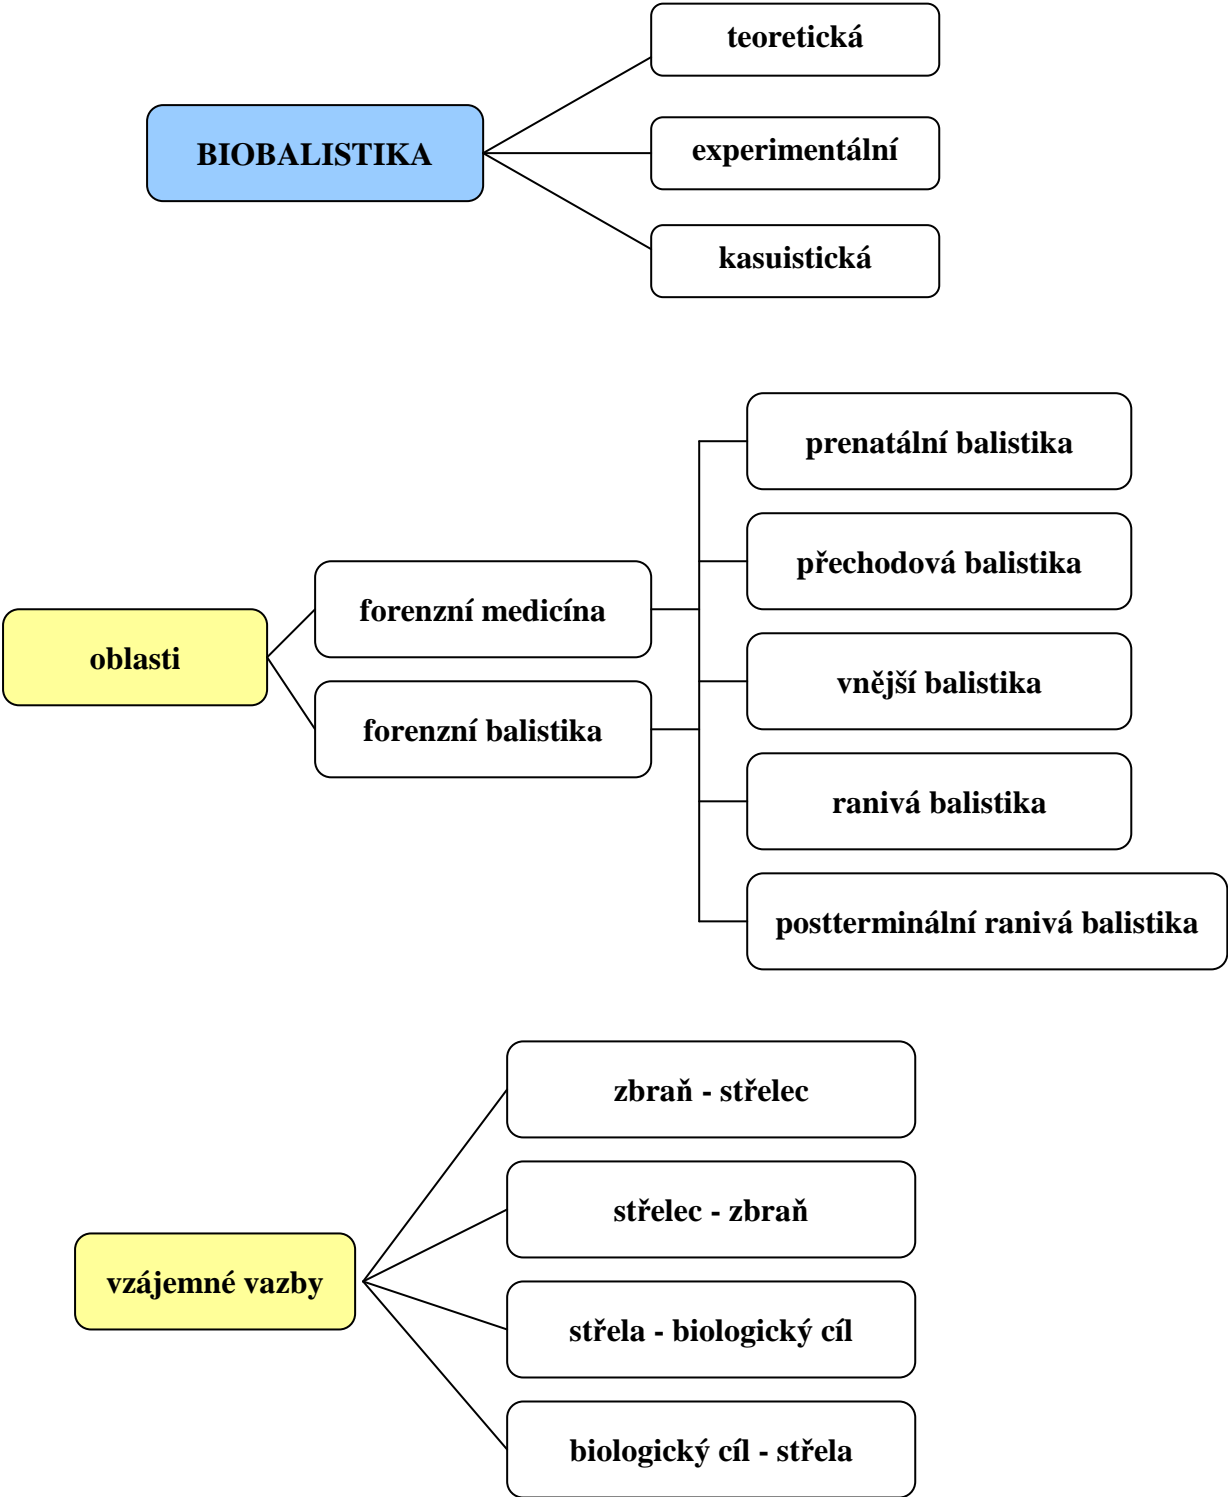 teoretická
BIOBALISTIKA
experimentální
kasuistická
prenatální balistika
přechodová balistika
forenzní medicína
oblasti
vnější balistika
forenzní balistika
ranivá balistika
postterminální ranivá balistika
zbraň - střelec
střelec - zbraň
vzájemné vazby
střela - biologický cíl
biologický cíl - střela